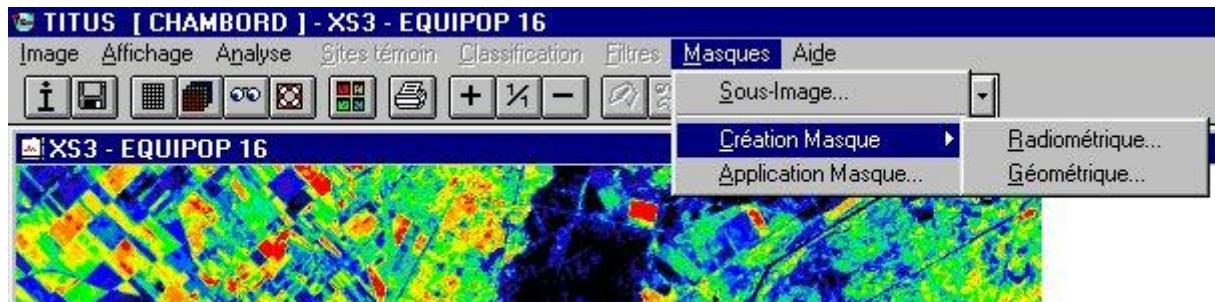 TITUS [ CHAMBORD ] - XS3 - EQUIPOP 16
Image Affichage Analyse Sites témoin Classification Filtres Masques Aide
Sous-Image...
XS3 - EQUIPOP 16
Création Masque
Radiométrique...
Application Masque...
Géométrique...